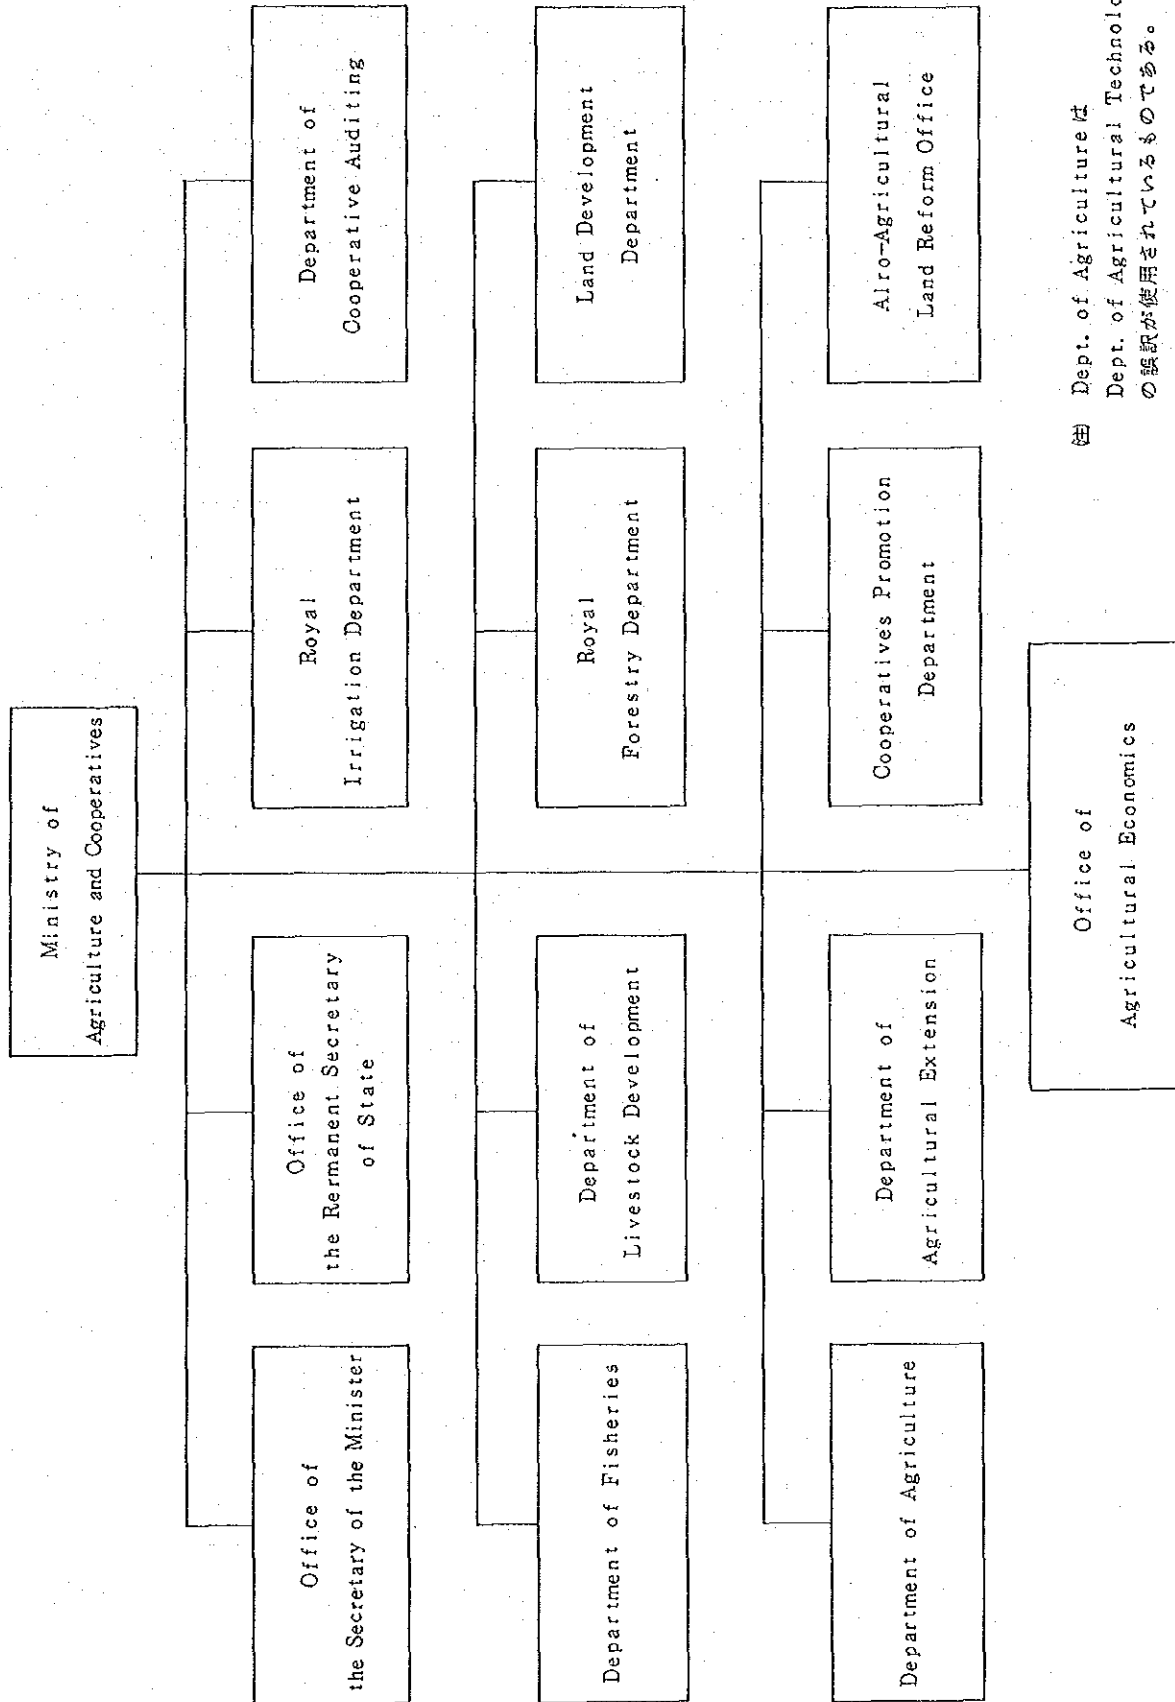 Ministry of
Agriculture and Cooperatives
Office of
the Secretary of the Minister
Office of
the Rermanent Secretary
of State
Royal
Irrigation Department
Department of
Cooperative Auditing
Department of Fisheries
Department of
Livestock Development
Royal
Forestry Department
Land Development
Department
Department of Agriculture
Department of
Agricultural Extension
Cooperatives Promotion
Department
Alro-Agricultural
Land Reform Office
Office of
Agricultural Economics
Dept. of Agricultureは
Dept. of Agricultural Technolo
の誤訳が使用されているものである。